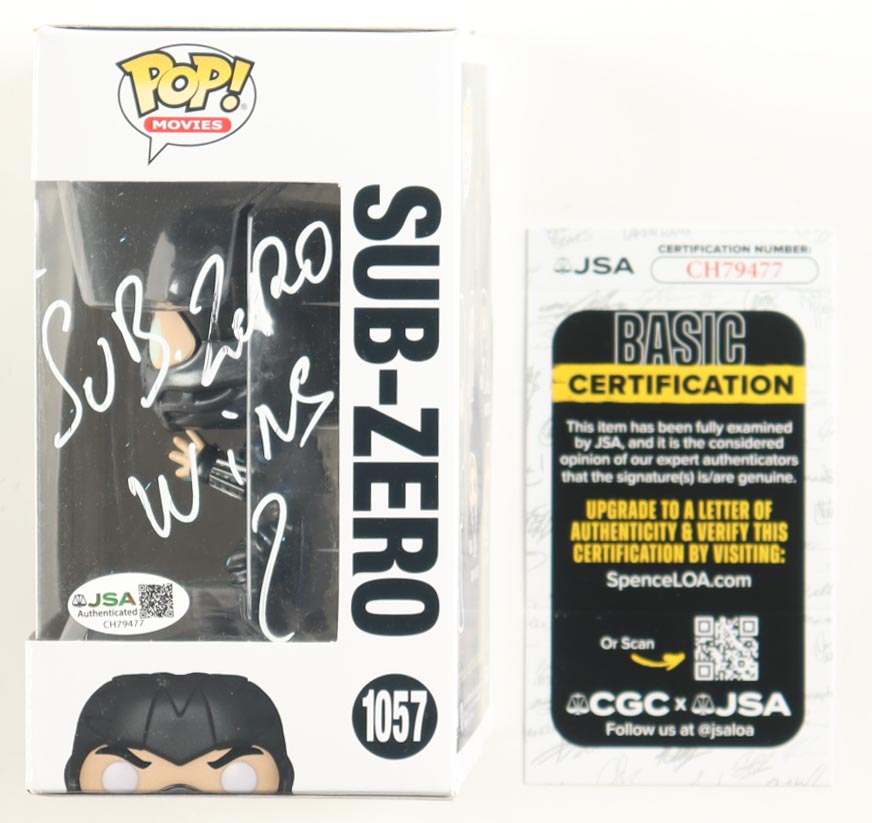 POP!
MOVIES
SUB-ZERO
SUB-ZERO
WiNS
JSA
Authenticated
CH79477
1057
JSA
CERTIFICATION NUMBER:
CH79477
BASIC
CERTIFICATION
This item has been fully examined
by JSA, and it is the considered
opinion of our expert authenticators
that the signature(s) is/are genuine.
UPGRADE TO A LETTER OF
AUTHENTICITY & VERIFY THIS
CERTIFICATION BY VISITING:
SpenceLOA.com
Or Scan
CGC x JSA
Follow us at @jsaloa